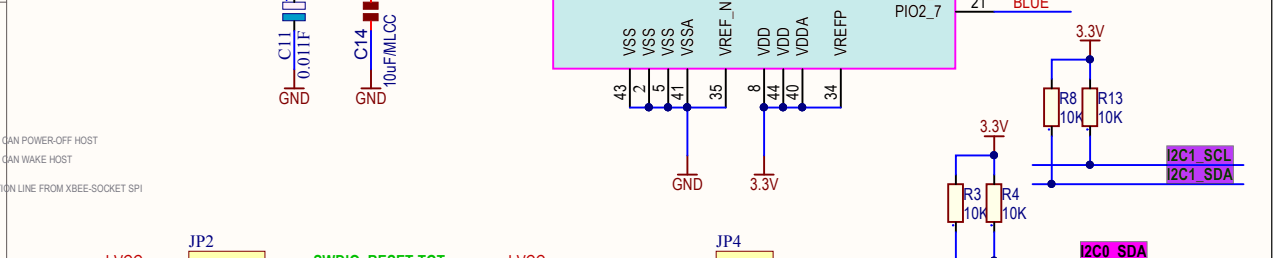 PIO2_7
21
BLUE
C11
0.011F
C14
10uF/MLCC
VSS
VSS
VSS
VSSA
VREF_N
VDD
VDD
VDDA
VREFP
43
2
5
41
35
8
44
40
34
GND
GND
GND
3.3V
3.3V
R8
10K
R13
10K
CAN POWER-OFF HOST
CAN WAKE HOST
ION LINE FROM XBEE-SOCKET SPI
3.3V
I2C1_SCL
I2C1_SDA
R3
10K
R4
10K
JP2
JP4
I2C0_SDA